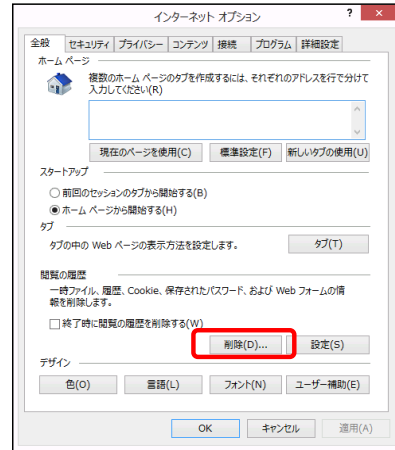 インターネット オプション
? ×
全般 セキュリティ プライバシー コンテンツ 接続 プログラム 詳細設定
ホーム ページ
複数のホーム ページのタブを作成するには、それぞれのアドレスを行で分けて
入力してください(R)
現在のページを使用(C) 標準設定(F) 新しいタブの使用(U)
スタートアップ
前回のセッションのタブから開始する(B)
ホーム ページから開始する(H)
タブ
タブの中の Web ページの表示方法を設定します。 タブ(T)
閲覧の履歴
一時ファイル、履歴、Cookie、保存されたパスワード、および Web フォームの情
報を削除します。
終了時に閲覧の履歴を削除する(W)
削除(D)... 設定(S)
デザイン
色(O) 言語(L) フォント(N) ユーザー補助(E)
OK キャンセル 適用(A)